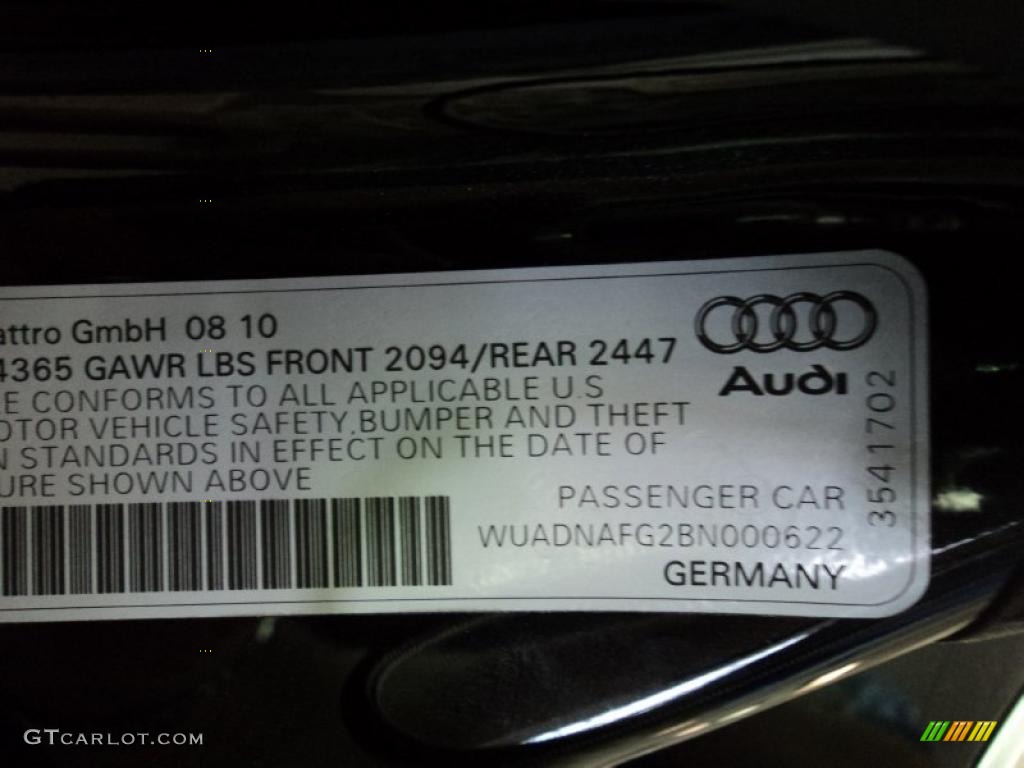 attro GmbH 08 10
4365 GAWR LBS FRONT 2094/REAR 2447
E CONFORMS TO ALL APPLICABLE U.S
OTOR VEHICLE SAFETY, BUMPER AND THEFT
N STANDARDS IN EFFECT ON THE DATE OF
URE SHOWN ABOVE
Audi
3541702
PASSENGER CAR
WUADNAFG2BN000622
GERMANY
GTCARLOT.COM